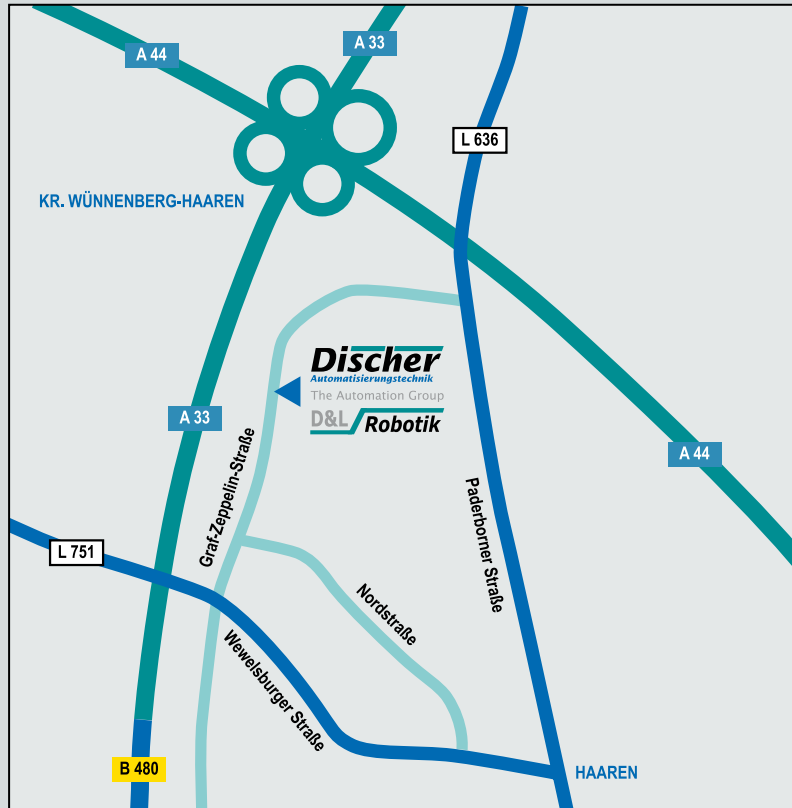 A 44
A 33
L 636
KR. WÜNNENBERG-HAAREN
Discher
Automatisierungstechnik
The Automation Group
D&L Robotik
A 33
A 44
Graf-Zeppelin-Straße
Paderborner Straße
L 751
Nordstraße
Wewelsburger Straße
B 480
HAAREN